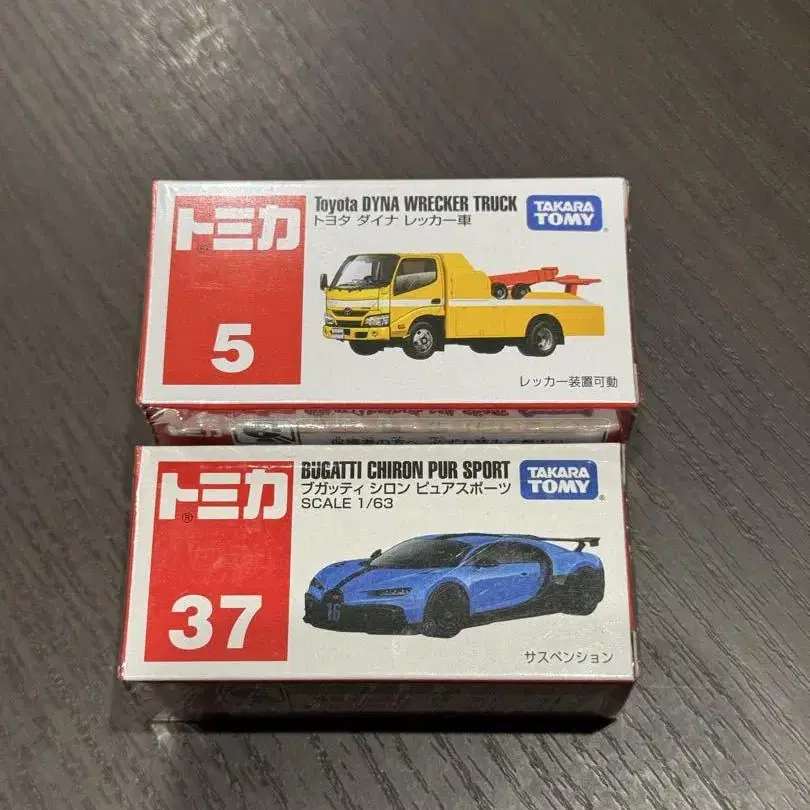 トミカ
®
5
Toyota DYNA WRECKER TRUCK
トヨタ ダイナ レッカー車
TAKARA
TOMY®
レッカー装置可動
トミカ
®
37
BUGATTI CHIRON PUR SPORT
ブガッティ シロン ピュアスポーツ
SCALE 1/63
TAKARA
TOMY®
16
サスペンション